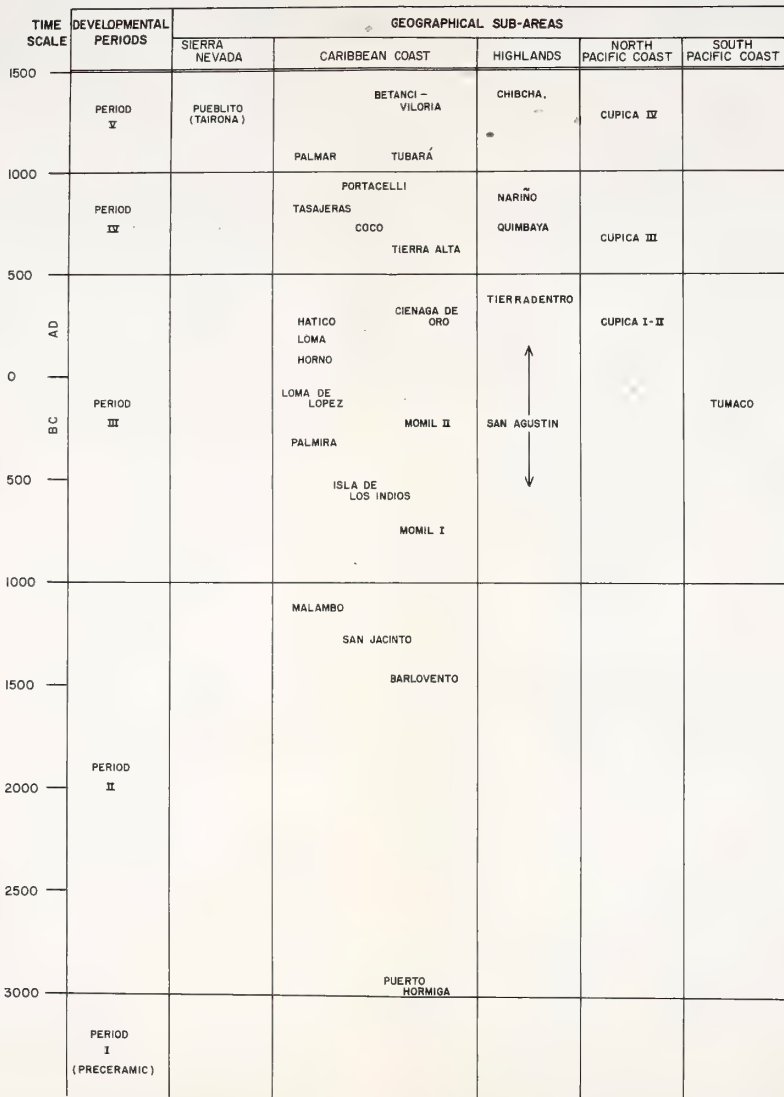 TIME SCALE
DEVELOPMENTAL PERIODS
GEOGRAPHICAL SUB-AREAS
SIERRA NEVADA
CARIBBEAN COAST
HIGHLANDS
NORTH PACIFIC COAST
SOUTH PACIFIC COAST
1500
PERIOD
V
PUEBLITO
(TAIRONA)
BETANCI-
VILORIA
CHIBCHA.
CUPICA IV
PALMAR
TUBARÁ
1000
PERIOD
IV
PORTACELLI
TASAJERAS
COCO
TIERRA ALTA
NARIÑO
QUIMBAYA
CUPICA III
500
AD
CIENAGA DE
ORO
HATICO
LOMA
HORNO
TIERRADENTRO
CUPICA I-II
0
BC
PERIOD
III
LOMA DE
LOPEZ
MOMIL II
PALMIRA
SAN AGUSTIN
TUMACO
500
ISLA DE
LOS INDIOS
MOMIL I
1000
MALAMBO
SAN JACINTO
1500
BARLOVENTO
PERIOD
II
2000
2500
PUERTO
HORMIGA
3000
PERIOD
I
(PRECERAMIC)